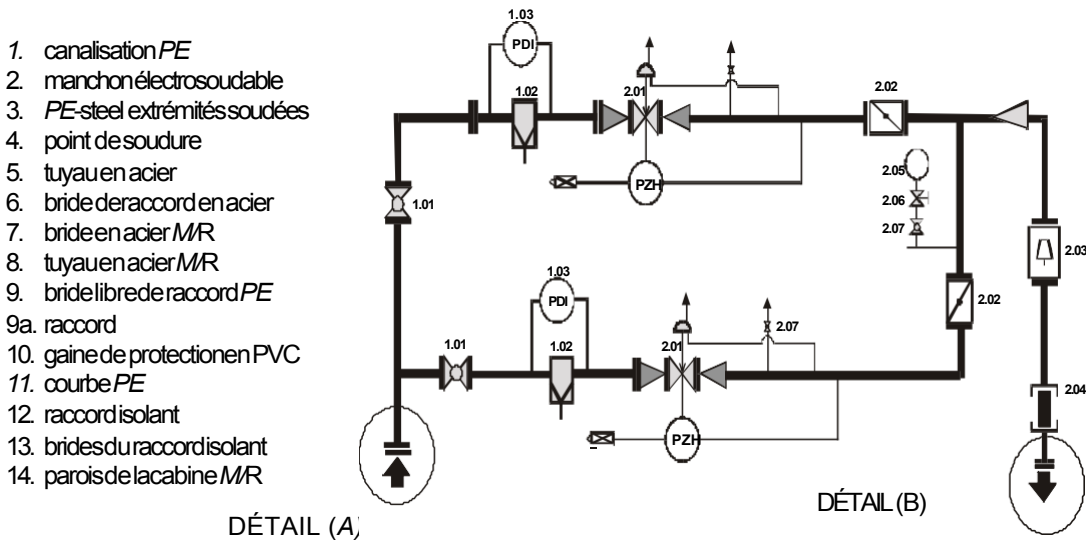 1. canalisation PE
2. manchon électrosoudable
3. PE-steel extrémités soudées
4. point de soudure
5. tuyau en acier
6. bride de raccord en acier
7. bride en acier M/R
8. tuyau en acier M/R
9. bride libre de raccord PE
9a. raccord
10. gaine de protection en PVC
11. courbe PE
12. raccord isolant
13. brides du raccord isolant
14. parois de la cabine M/R
1.03
PDI
1.02
2.01
2.02
PZH
1.01
2.05
2.06
2.07
2.03
1.03
PDI
2.02
2.01
2.07
1.01
1.02
2.04
PZH
DÉTAIL (A)
DÉTAIL (B)